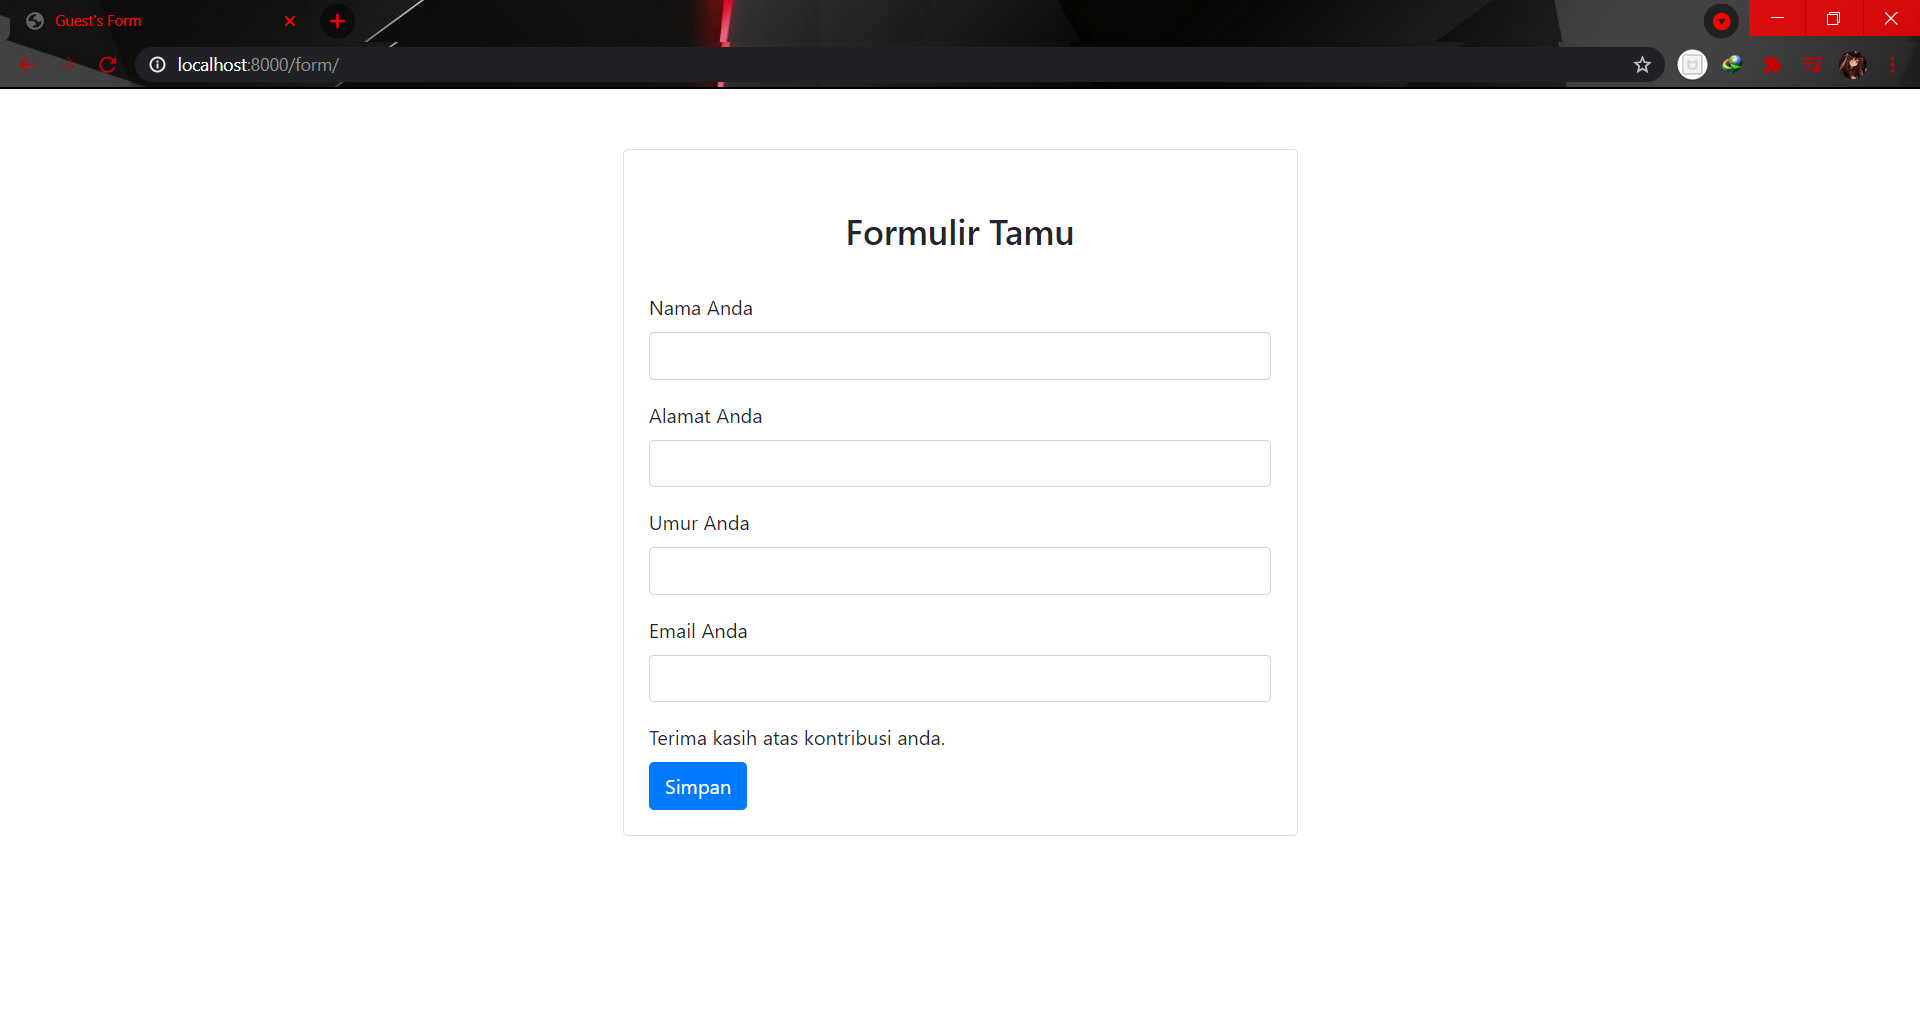 Guest's Form
localhost:8000/form/
Formulir Tamu
Nama Anda
Alamat Anda
Umur Anda
Email Anda
Terima kasih atas kontribusi anda.
Simpan